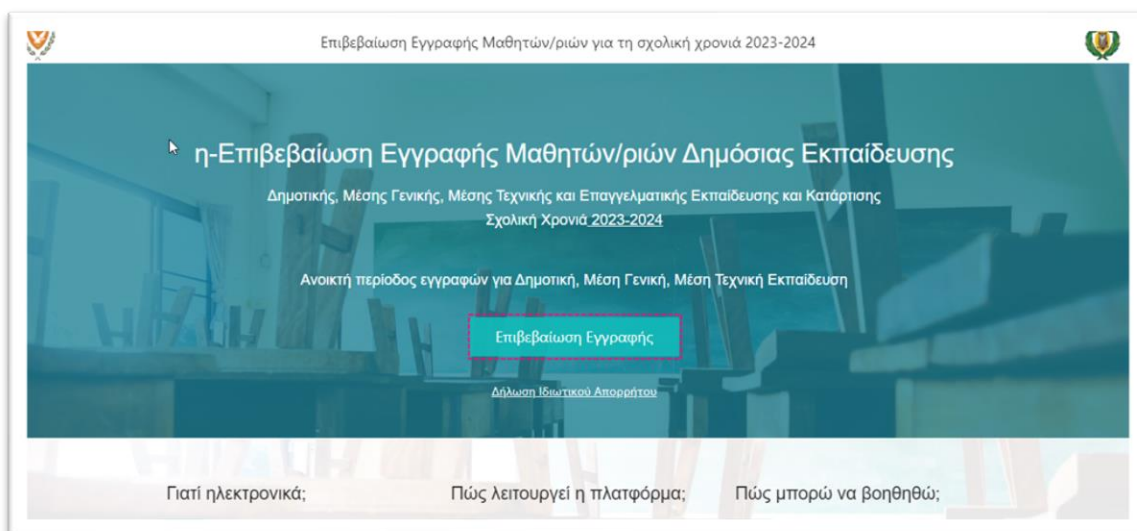 Επιβεβαίωση Εγγραφής Μαθητών/ριών για τη σχολική χρονιά 2023-2024
η-Επιβεβαίωση Εγγραφής Μαθητών/ριών Δημόσιας Εκπαίδευσης
Δημοτικής, Μέσης Γενικής, Μέσης Τεχνικής και Επαγγελματικής Εκπαίδευσης και Κατάρτισης
Σχολική Χρονιά 2023-2024
Ανοικτή περίοδος εγγραφών για Δημοτική, Μέση Γενική, Μέση Τεχνική Εκπαίδευση
Επιβεβαίωση Εγγραφής
Δήλωση Ιδιωτικού Απορρήτου
Γιατί ηλεκτρονικά;
Πώς λειτουργεί η πλατφόρμα;
Πώς μπορώ να βοηθηθώ;